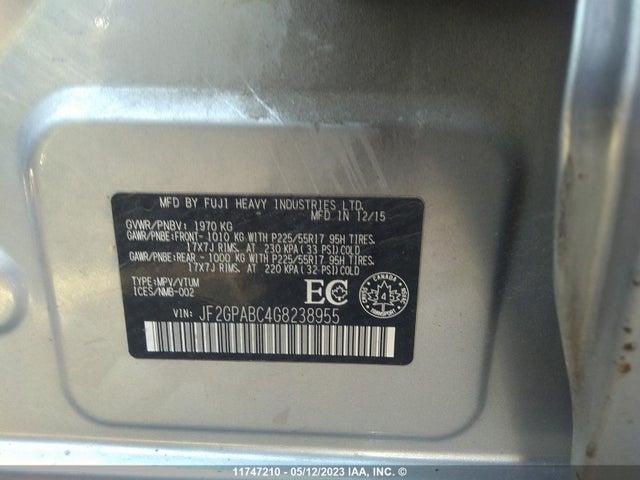 MFD BY FUJI HEAVY INDUSTRIES LTD.
MFD IN 12/15
GVWR/PNBV: 1970 KG
GAWR/PNBE:FRONT- 1010 KG WITH P225/55R17 95H TIRES.
17X7J RIMS. AT 230 KPA(33 PSI)COLD
GAWR/PNBE:REAR - 1000 KG WITH P225/55R17 95H TIRES.
17X7J RIMS. AT 220 KPA(32 PSI)COLD
TYPE:MPV/VTUM
ICES/NMB-002
EC
CANADA
4
TRANSPORT
VIN: JF2GPABC4G8238955
11747210 - 05/12/2023 IAA, INC. ©